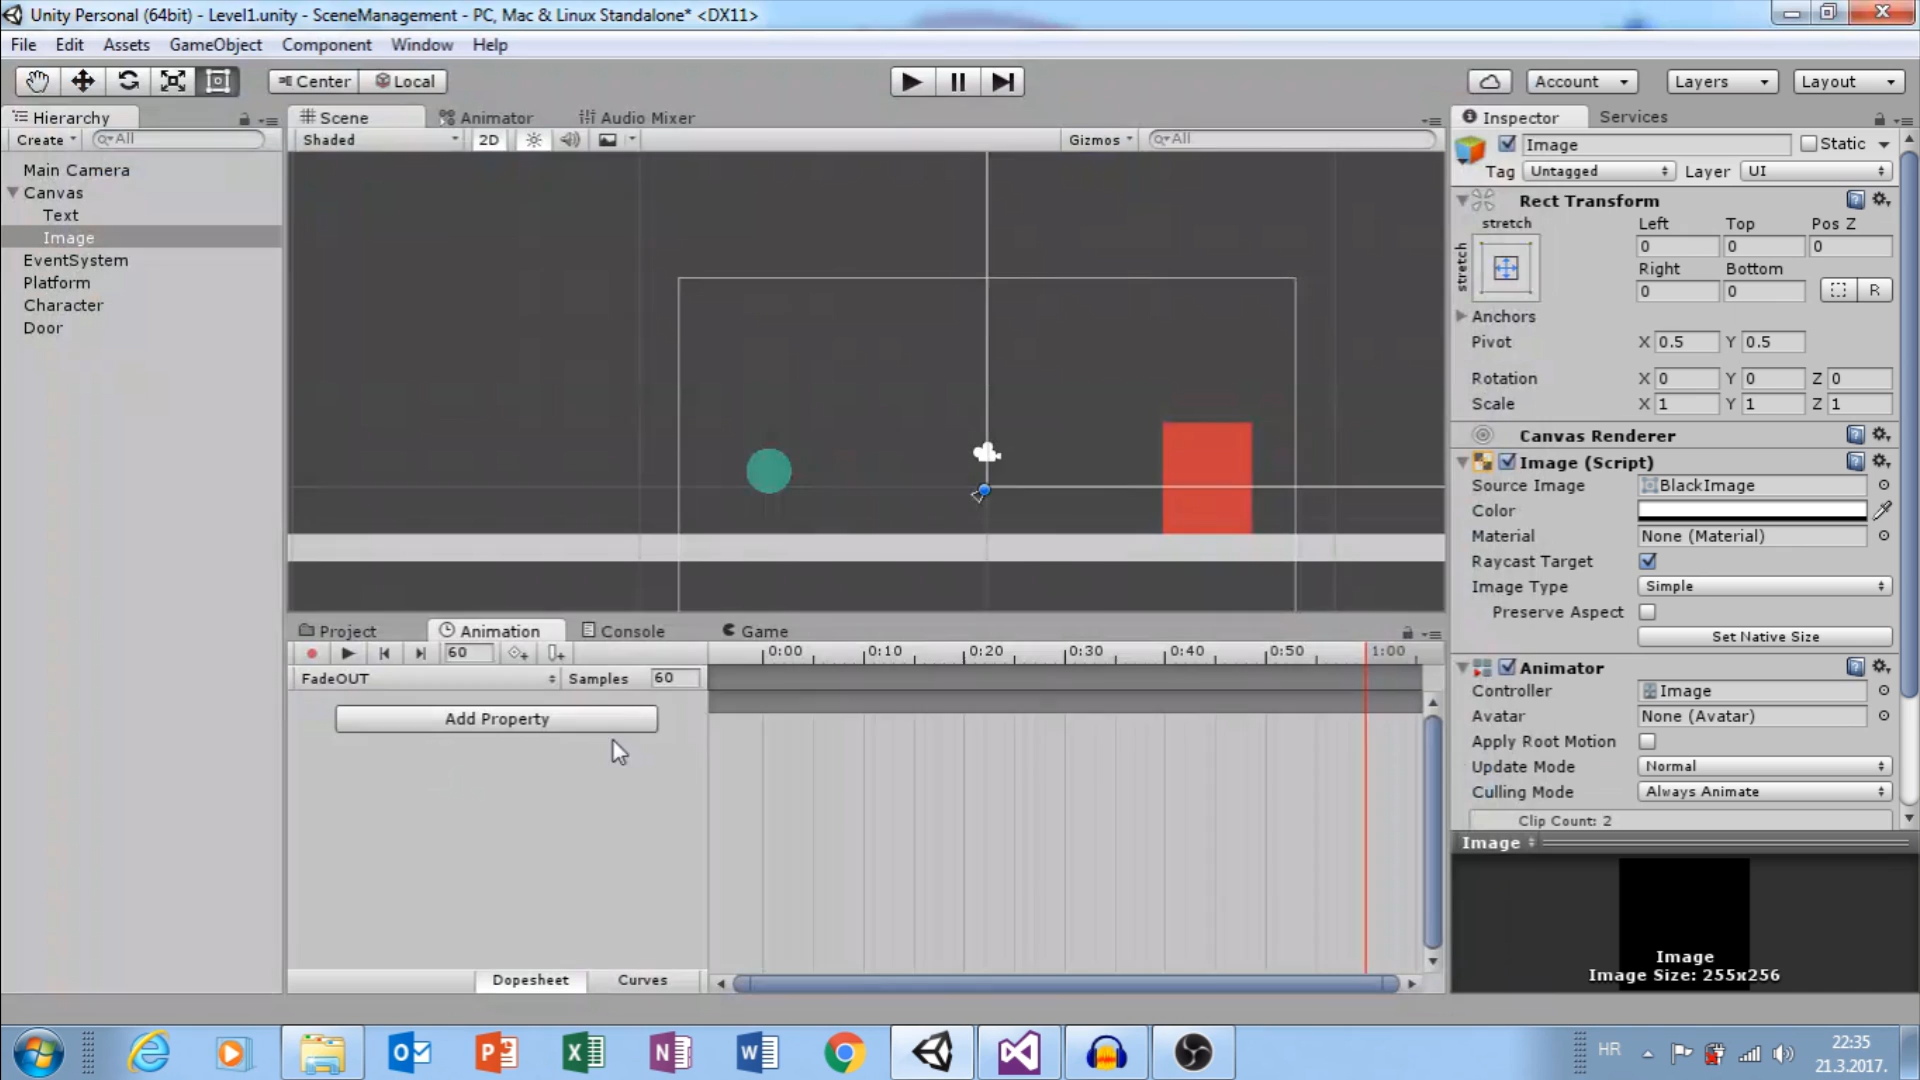 Unity Personal (64bit) - Level1.unity - SceneManagement - PC, Mac & Linux Standalone* <DX11>
File Edit Assets GameObject Component Window Help
Center Local Account Layers Layout
Hierarchy
Create All
Main Camera
Canvas
Text
Image
EventSystem
Platform
Character
Door
Scene Animator Audio Mixer
Shaded 2D Gizmos All
Project Animation Console Game
60 0:00 0:10 0:20 0:30 0:40 0:50 1:00
FadeOUT Samples 60
Add Property
Dopesheet Curves
Inspector Services
Image Static
Tag Untagged Layer UI
Rect Transform
stretch Left Top Pos Z
stretch
0 0 0
Right Bottom
0 0 R
Anchors
Pivot X 0.5 Y 0.5
Rotation X 0 Y 0 Z 0
Scale X 1 Y 1 Z 1
Canvas Renderer
Image (Script)
Source Image BlackImage
Color
Material None (Material)
Raycast Target
Image Type Simple
Preserve Aspect
Set Native Size
Animator
Controller Image
Avatar None (Avatar)
Apply Root Motion
Update Mode Normal
Culling Mode Always Animate
Clip Count: 2
Image
Image
Image Size: 255x256
HR 22:35
21.3.2017.